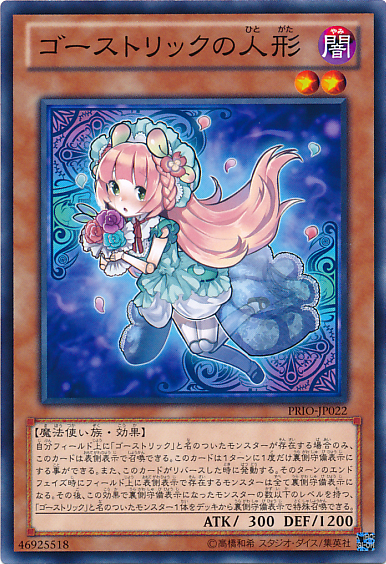 ゴーストリックの人形
闇
PRIO-JP022
【魔法使い族・効果】
自分フィールド上に「ゴーストリック」と名のついたモンスターが存在する場合のみ、
このカードは表側表示で召喚できる。このカードは1ターンに1度だけ裏側守備表示に
する事ができる。また、このカードがリバースした時に発動する。そのターンのエンド
フェイズ時にフィールド上に表側表示で存在するモンスターは全て裏側守備表示に
なる。その後、この効果で裏側守備表示になったモンスターの数以下のレベルを持つ、
「ゴーストリック」と名のついたモンスター1体をデッキから裏側守備表示で特殊召喚できる。
ATK/ 300 DEF/1200
46925518
©高橋和希 スタジオ・ダイス/集英社